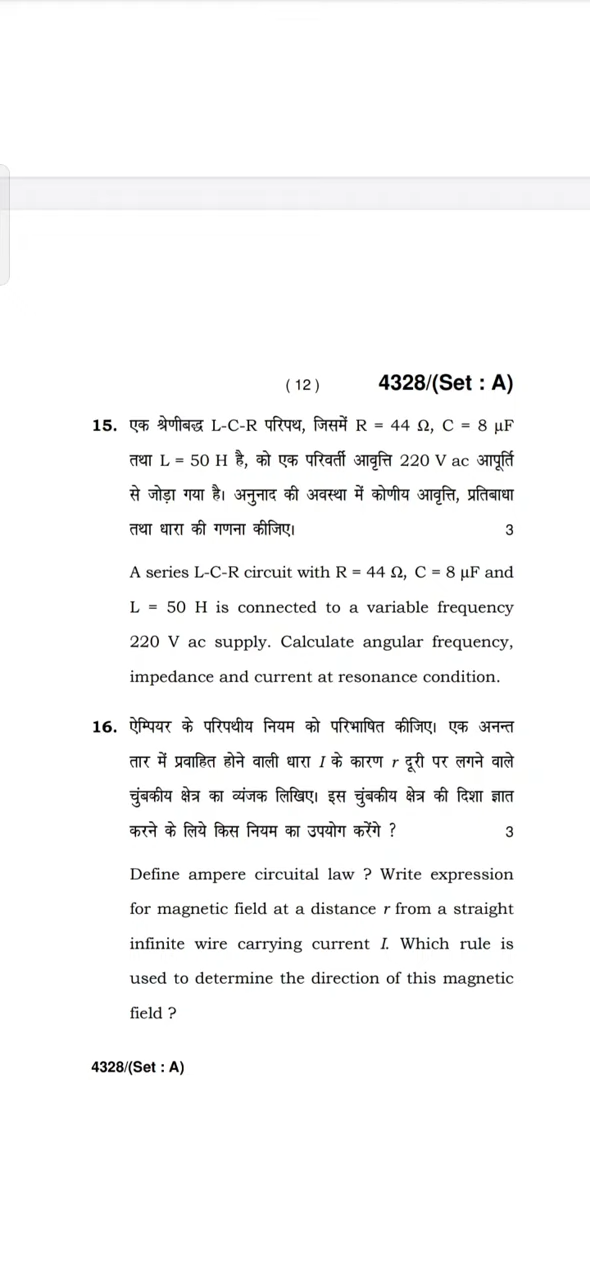 ( 12 ) 4328/(Set : A)
15. एक श्रेणीबद्ध L-C-R परिपथ, जिसमें R = 44 Ω, C = 8 µF
तथा L = 50 H है, को एक परिवर्ती आवृत्ति 220 V ac आपूर्ति
से जोड़ा गया है। अनुनाद की अवस्था में कोणीय आवृत्ति, प्रतिबाधा
तथा धारा की गणना कीजिए। 3
A series L-C-R circuit with R = 44 Ω, C = 8 µF and
L = 50 H is connected to a variable frequency
220 V ac supply. Calculate angular frequency,
impedance and current at resonance condition.
16. ऐम्पियर के परिपथीय नियम को परिभाषित कीजिए। एक अनन्त
तार में प्रवाहित होने वाली धारा I के कारण r दूरी पर लगने वाले
चुंबकीय क्षेत्र का व्यंजक लिखिए। इस चुंबकीय क्षेत्र की दिशा ज्ञात
करने के लिये किस नियम का उपयोग करेंगे ? 3
Define ampere circuital law ? Write expression
for magnetic field at a distance r from a straight
infinite wire carrying current I. Which rule is
used to determine the direction of this magnetic
field ?
4328/(Set : A)